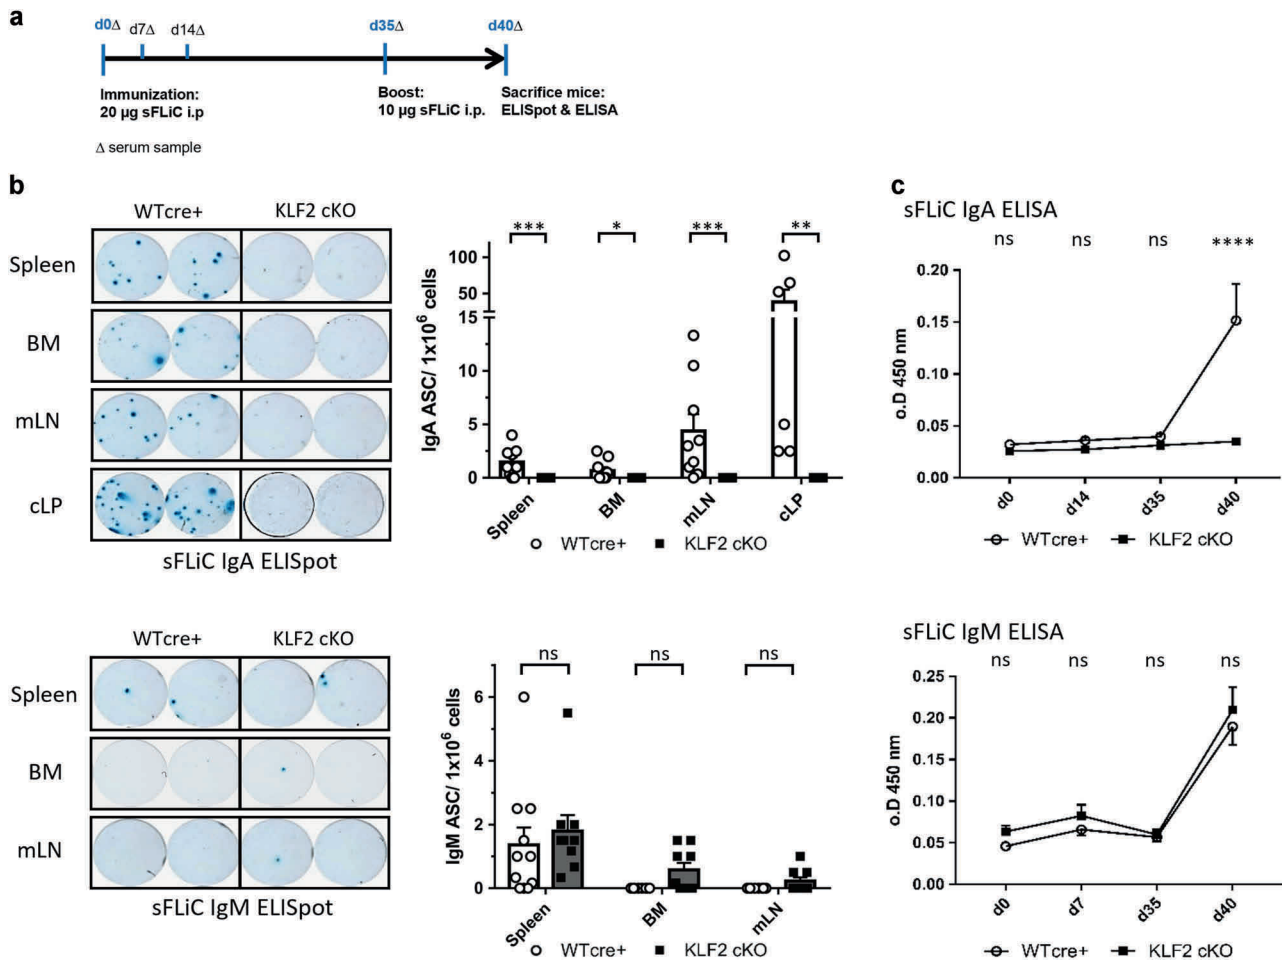 a
d0Δ d7Δ d14Δ d35Δ d40Δ
Immunization:
20 µg sFLiC i.p
Boost:
10 µg sFLiC i.p.
Sacrifice mice:
ELISpot & ELISA
Δ serum sample
b
WTcre+ KLF2 cKO
Spleen
BM
mLN
cLP
sFLiC IgA ELISpot
*** * *** **
IgA ASC/ 1x10⁶ cells
100
50
15
10
5
0
Spleen BM mLN cLP
WTcre+ KLF2 cKO
c
sFLiC IgA ELISA
ns ns ns ****
o.D 450 nm
0.20
0.15
0.10
0.05
0.00
d0 d14 d35 d40
WTcre+ KLF2 cKO
WTcre+ KLF2 cKO
Spleen
BM
mLN
sFLiC IgM ELISpot
ns ns ns
IgM ASC/ 1x10⁶ cells
6
4
2
0
Spleen BM mLN
WTcre+ KLF2 cKO
sFLiC IgM ELISA
ns ns ns ns
o.D 450 nm
0.25
0.20
0.15
0.10
0.05
0.00
d0 d7 d35 d40
WTcre+ KLF2 cKO